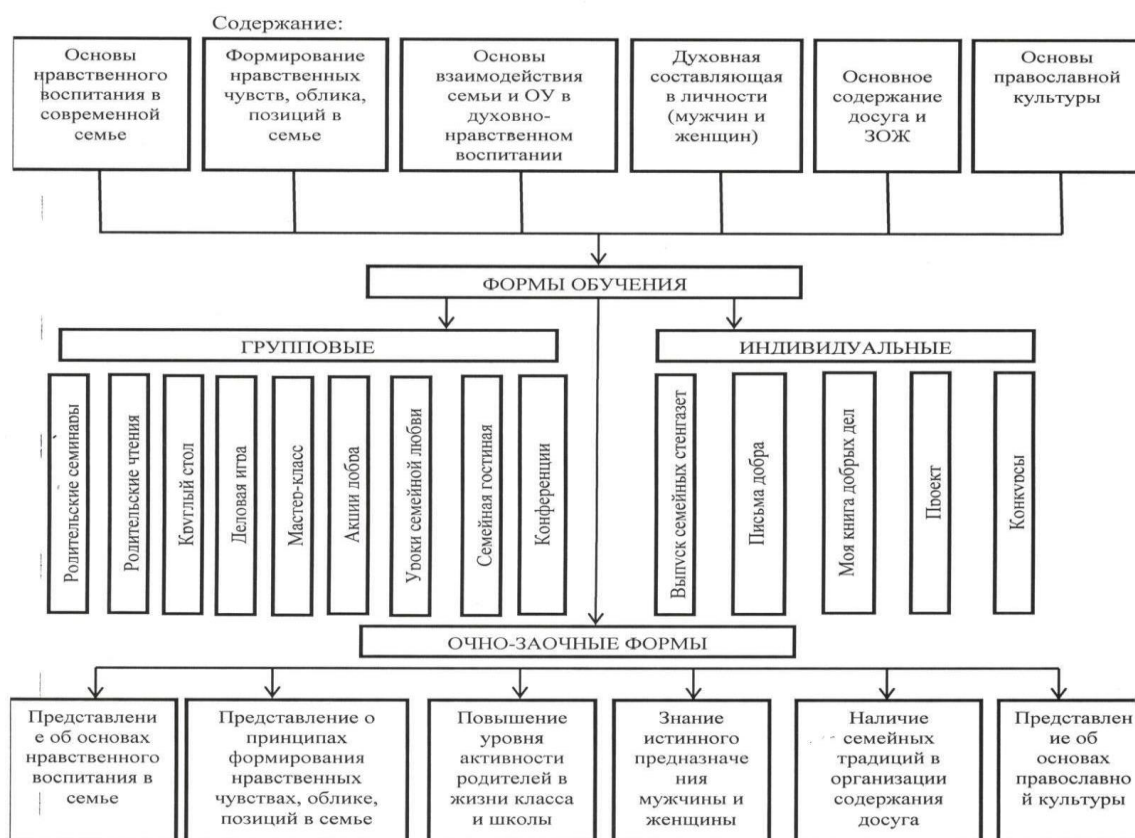 Содержание:
Основы
нравственного
воспитания в
современной
семье
Формирование
нравственных
чувств, облика,
позиций в
семье
Основы
взаимодействия
семьи и ОУ в
духовно-
нравственном
воспитании
Духовная
составляющая
в личности
(мужчин и
женщин)
Основное
содержание
досуга и
ЗОЖ
Основы
православной
культуры
ФОРМЫ ОБУЧЕНИЯ
ГРУППОВЫЕ
ИНДИВИДУАЛЬНЫЕ
Родительские семинары
Родительские чтения
Круглый стол
Деловая игра
Мастер-класс
Акции добра
Уроки семейной любви
Семейная гостиная
Конференции
Выпуск семейных стенгазет
Письма добра
Моя книга добрых дел
Проект
Конкурсы
ОЧНО-ЗАОЧНЫЕ ФОРМЫ
Представлени
е об основах
нравственного
воспитания в
семье
Представление о
принципах
формирования
нравственных
чувствах, облике,
позиций в семье
Повышение
уровня
активности
родителей в
жизни класса
и школы
Знание
истинного
предназначе
ния
мужчины и
женщины
Наличие
семейных
традиций в
организации
содержания
досуга
Представлен
ие об
основах
православно
й культуры